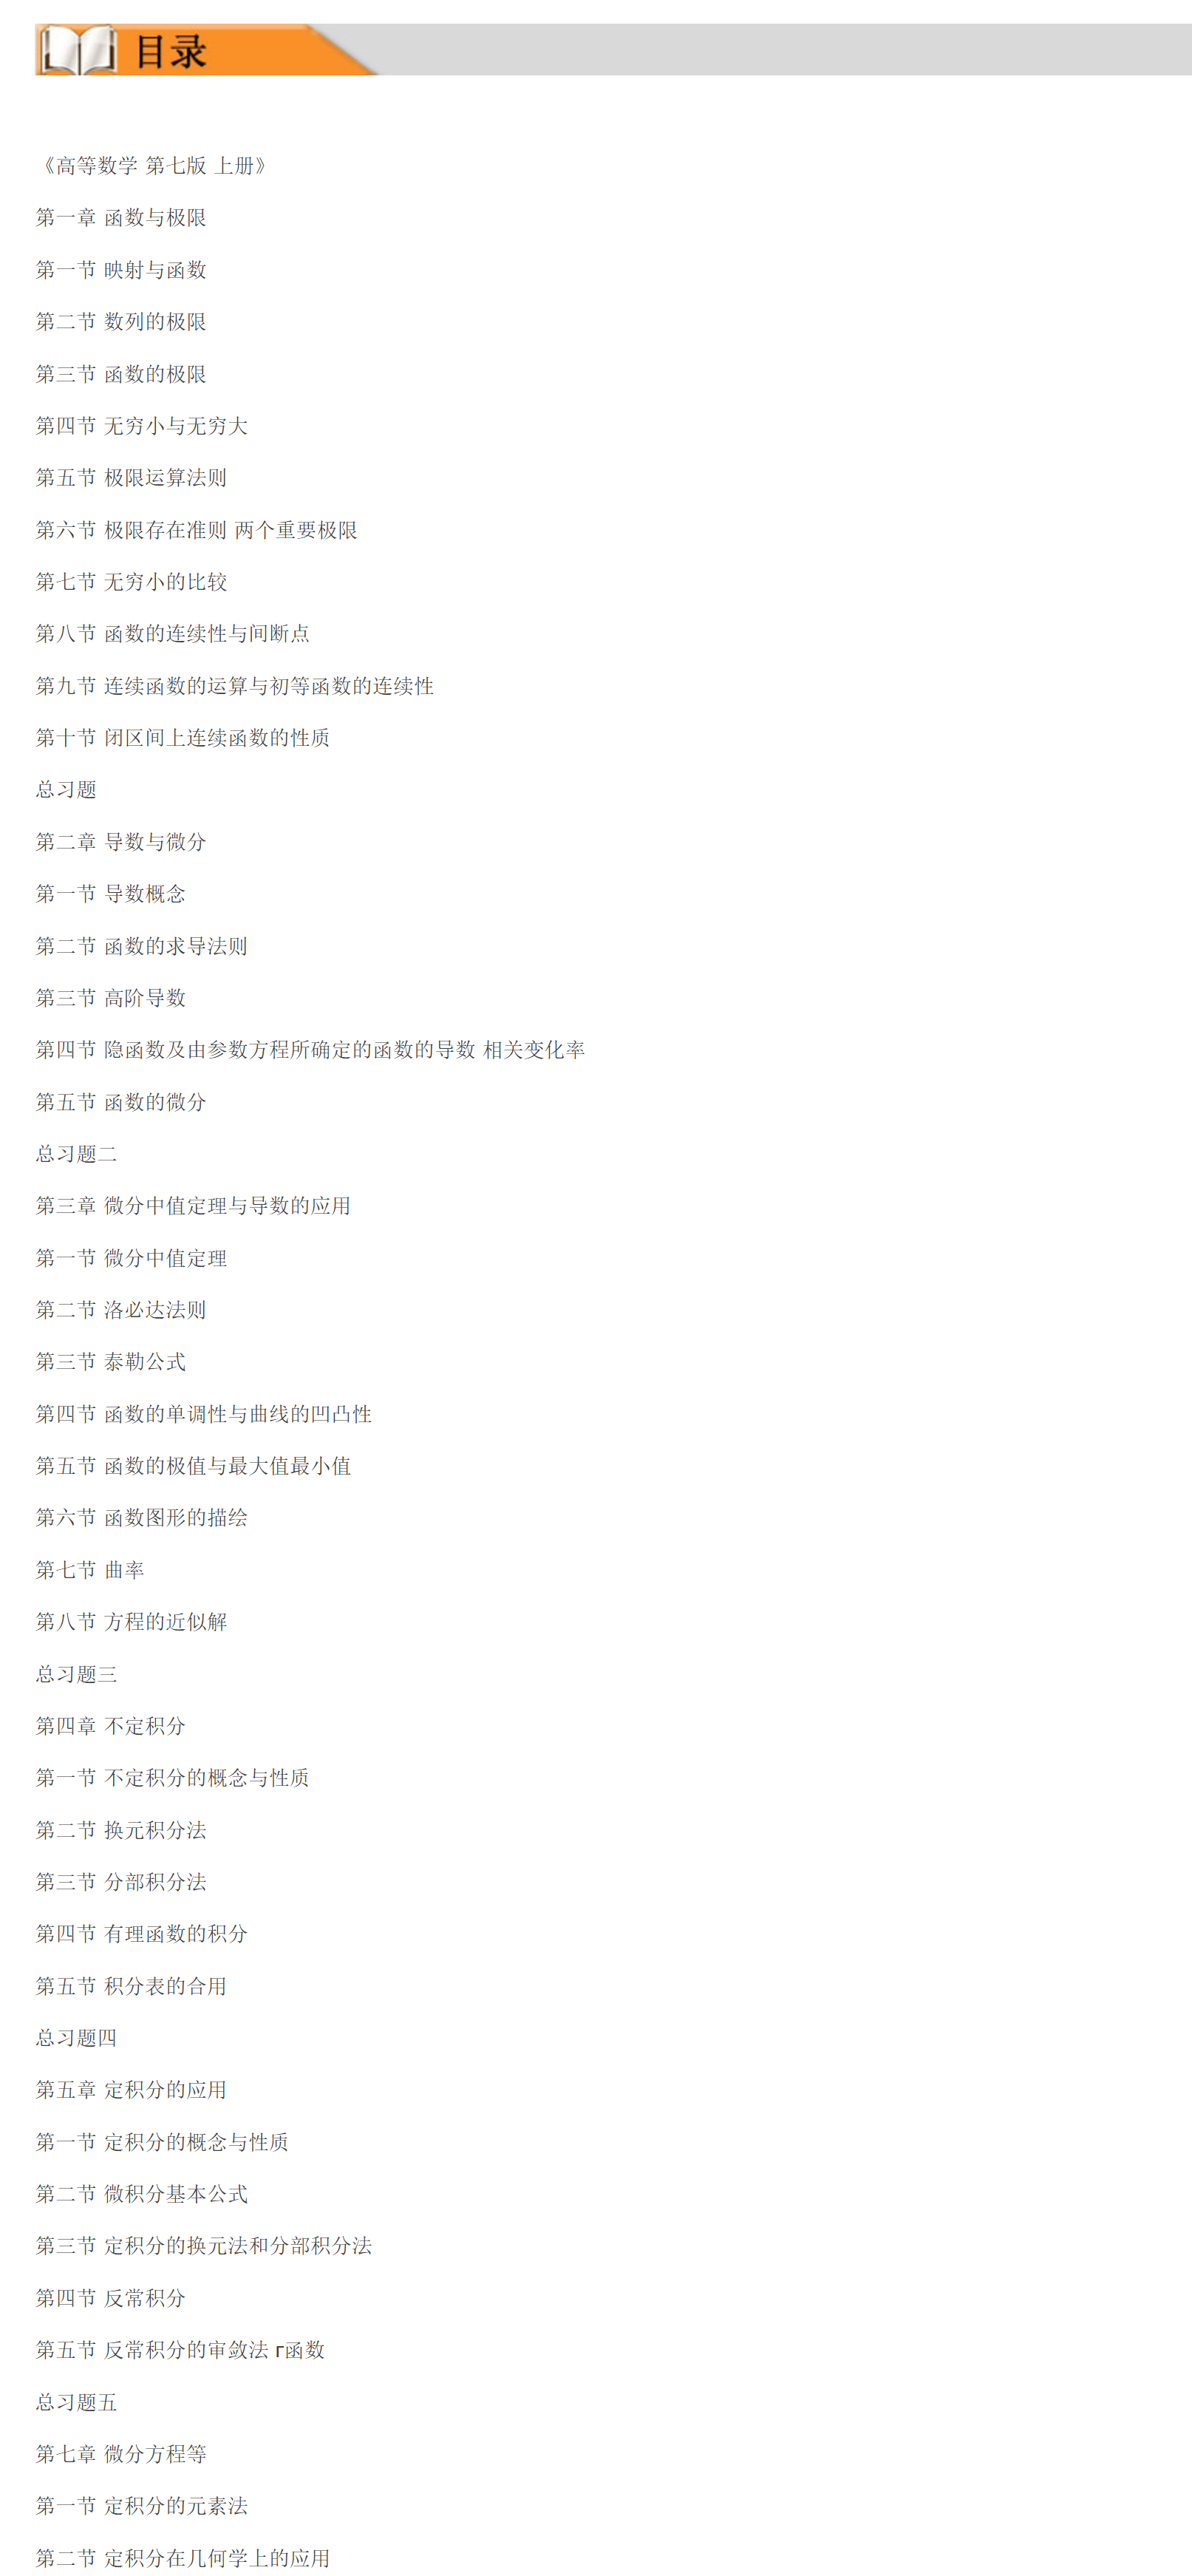 目录
《高等数学 第七版 上册》
第一章 函数与极限
第一节 映射与函数
第二节 数列的极限
第三节 函数的极限
第四节 无穷小与无穷大
第五节 极限运算法则
第六节 极限存在准则 两个重要极限
第七节 无穷小的比较
第八节 函数的连续性与间断点
第九节 连续函数的运算与初等函数的连续性
第十节 闭区间上连续函数的性质
总习题
第二章 导数与微分
第一节 导数概念
第二节 函数的求导法则
第三节 高阶导数
第四节 隐函数及由参数方程所确定的函数的导数 相关变化率
第五节 函数的微分
总习题二
第三章 微分中值定理与导数的应用
第一节 微分中值定理
第二节 洛必达法则
第三节 泰勒公式
第四节 函数的单调性与曲线的凹凸性
第五节 函数的极值与最大值最小值
第六节 函数图形的描绘
第七节 曲率
第八节 方程的近似解
总习题三
第四章 不定积分
第一节 不定积分的概念与性质
第二节 换元积分法
第三节 分部积分法
第四节 有理函数的积分
第五节 积分表的合用
总习题四
第五章 定积分的应用
第一节 定积分的概念与性质
第二节 微积分基本公式
第三节 定积分的换元法和分部积分法
第四节 反常积分
第五节 反常积分的审敛法 г函数
总习题五
第七章 微分方程等
第一节 定积分的元素法
第二节 定积分在几何学上的应用